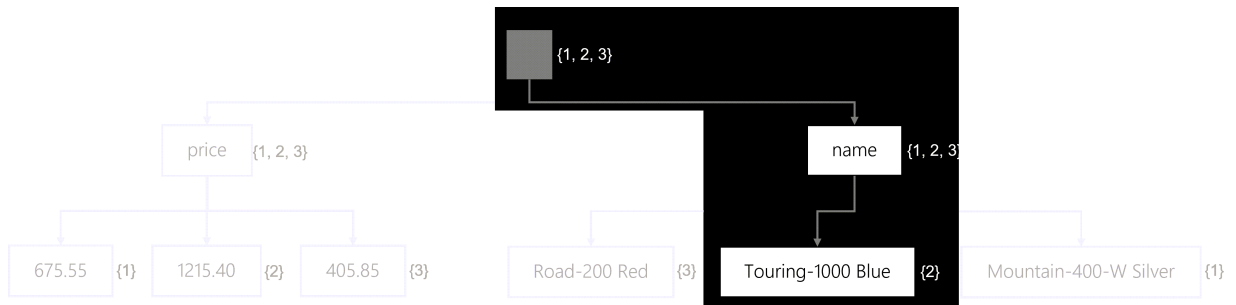 {1, 2, 3}
price {1, 2, 3}
name {1, 2, 3}
675.55 {1} 1215.40 {2} 405.85 {3} Road-200 Red {3} Touring-1000 Blue {2} Mountain-400-W Silver {1}